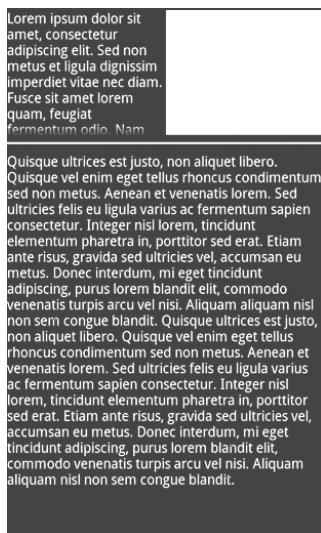 Lorem ipsum dolor sit
amet, consectetur
adipiscing elit. Sed non
metus et ligula dignissim
imperdiet vitae nec diam.
Fusce sit amet lorem
quam, feugiat
fermentum odio. Nam
Quisque ultrices est justo, non aliquet libero.
Quisque vel enim eget tellus rhoncus condimentum
sed non metus. Aenean et venenatis lorem. Sed
ultricies felis eu ligula varius ac fermentum sapien
consectetur. Integer nisl lorem, tincidunt
elementum pharetra in, porttitor sed erat. Etiam
ante risus, gravida sed ultricies vel, accumsan eu
metus. Donec interdum, mi eget tincidunt
adipiscing, purus lorem blandit elit, commodo
venenatis turpis arcu vel nisi. Aliquam aliquam nisl
non sem congue blandit. Quisque ultrices est justo,
non aliquet libero. Quisque vel enim eget tellus
rhoncus condimentum sed non metus. Aenean et
venenatis lorem. Sed ultricies felis eu ligula varius
ac fermentum sapien consectetur. Integer nisl
lorem, tincidunt elementum pharetra in, porttitor
sed erat. Etiam ante risus, gravida sed ultricies vel,
accumsan eu metus. Donec interdum, mi eget
tincidunt adipiscing, purus lorem blandit elit,
commodo venenatis turpis arcu vel nisi. Aliquam
aliquam nisl non sem congue blandit.